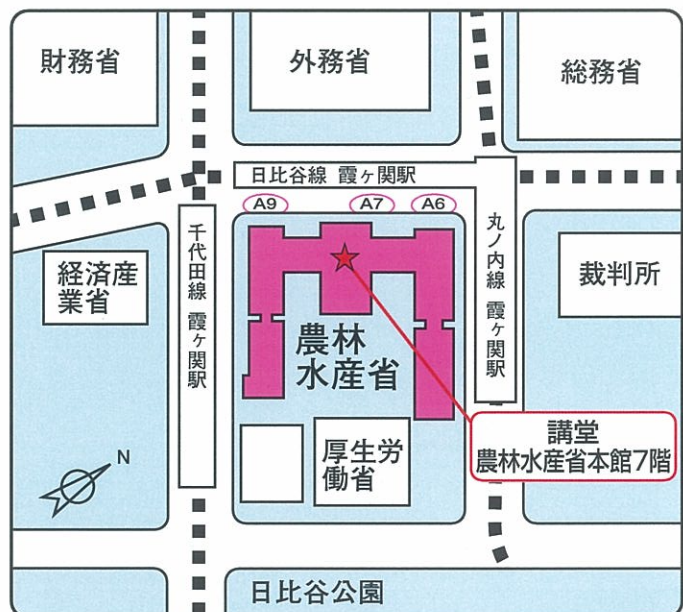 財務省
外務省
総務省
日比谷線 霞ヶ関駅
A9
A7
A6
千代田線 霞ヶ関駅
丸ノ内線 霞ヶ関駅
経済産
業省
裁判所
農林
水産省
講堂
農林水産省本館7階
厚生労
働省
N
日比谷公園